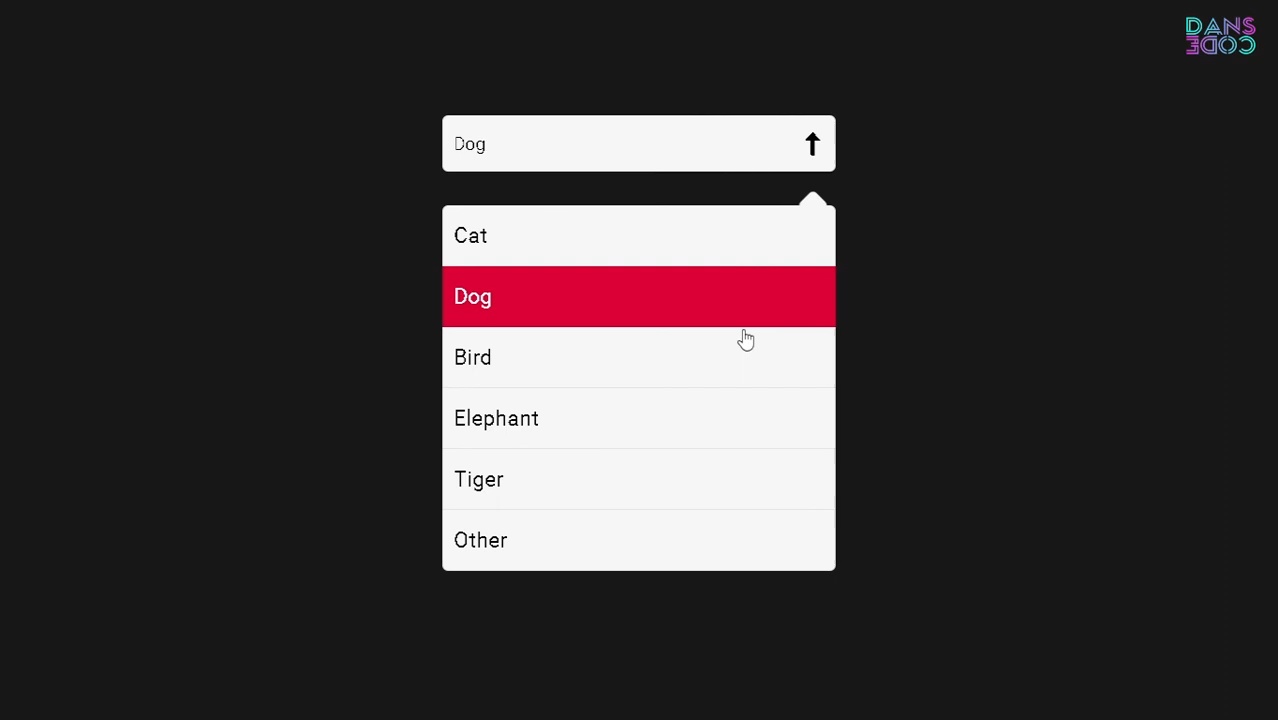 DANS
CODE
Dog
Cat
Dog
Bird
Elephant
Tiger
Other